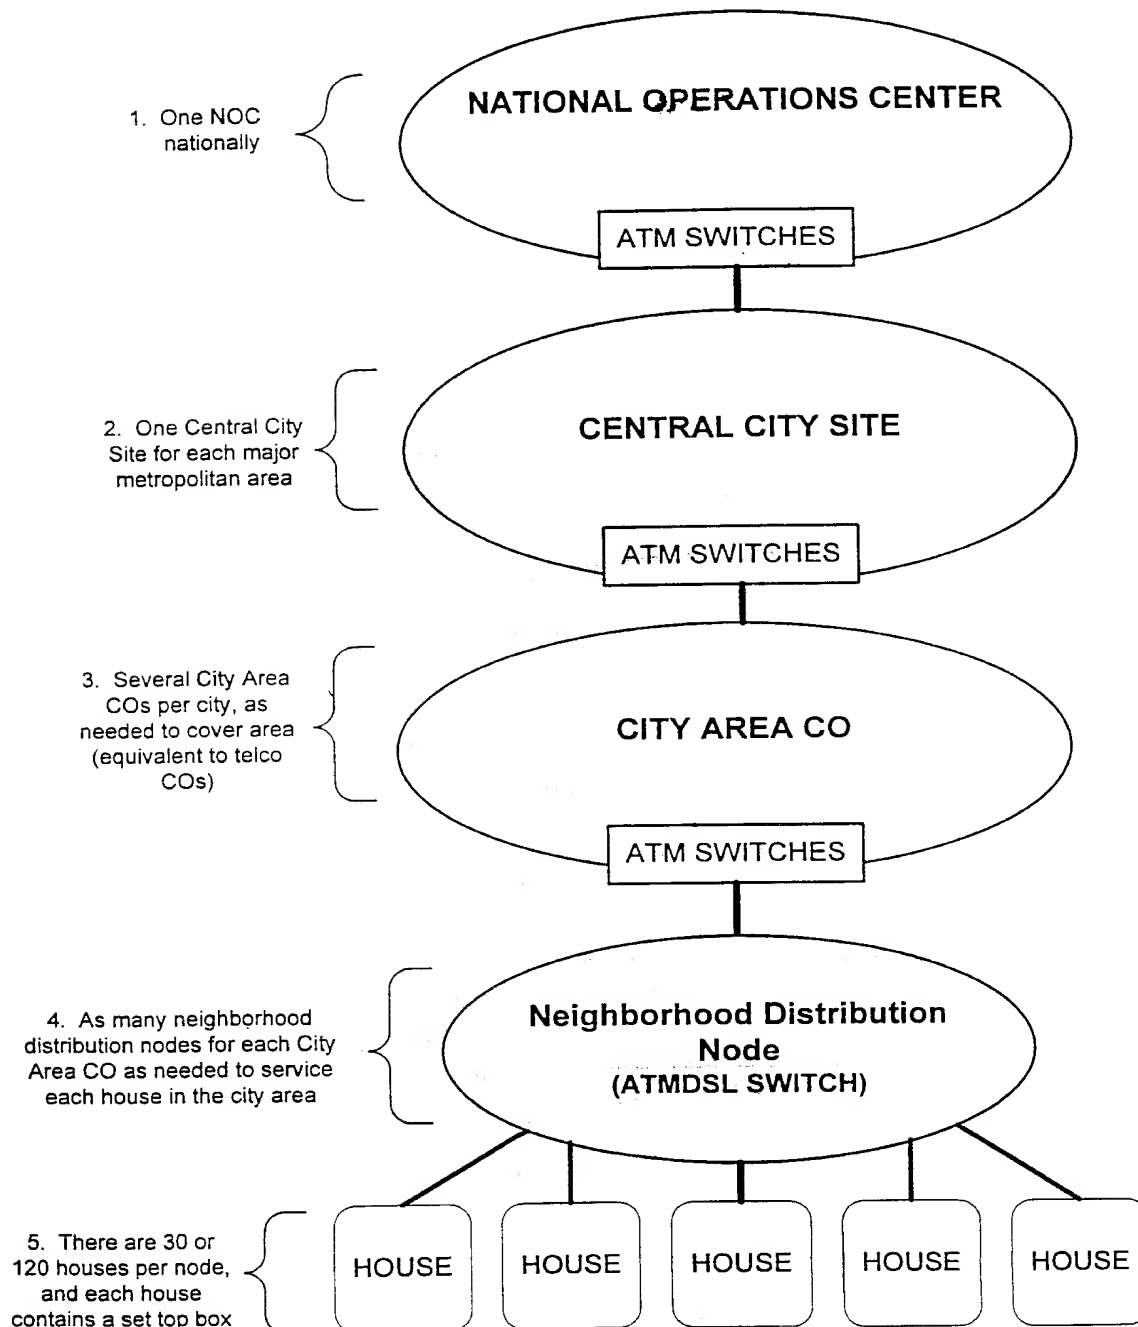 1. One NOC
nationally
NATIONAL OPERATIONS CENTER
ATM SWITCHES
2. One Central City
Site for each major
metropolitan area
CENTRAL CITY SITE
ATM SWITCHES
3. Several City Area
COs per city, as
needed to cover area
(equivalent to telco
COs)
CITY AREA CO
ATM SWITCHES
4. As many neighborhood
distribution nodes for each City
Area CO as needed to service
each house in the city area
Neighborhood Distribution
Node
(ATMDSL SWITCH)
5. There are 30 or
120 houses per node,
and each house
contains a set top box
HOUSE
HOUSE
HOUSE
HOUSE
HOUSE